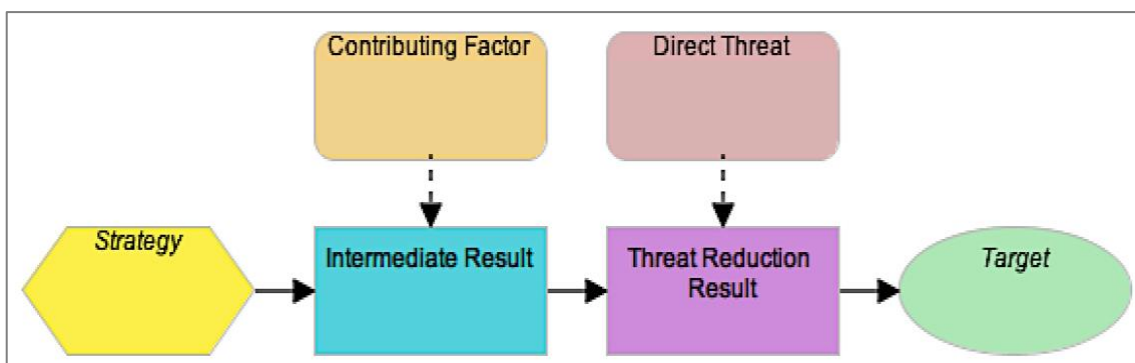 Contributing Factor
Direct Threat
Strategy
Intermediate Result
Threat Reduction
Result
Target